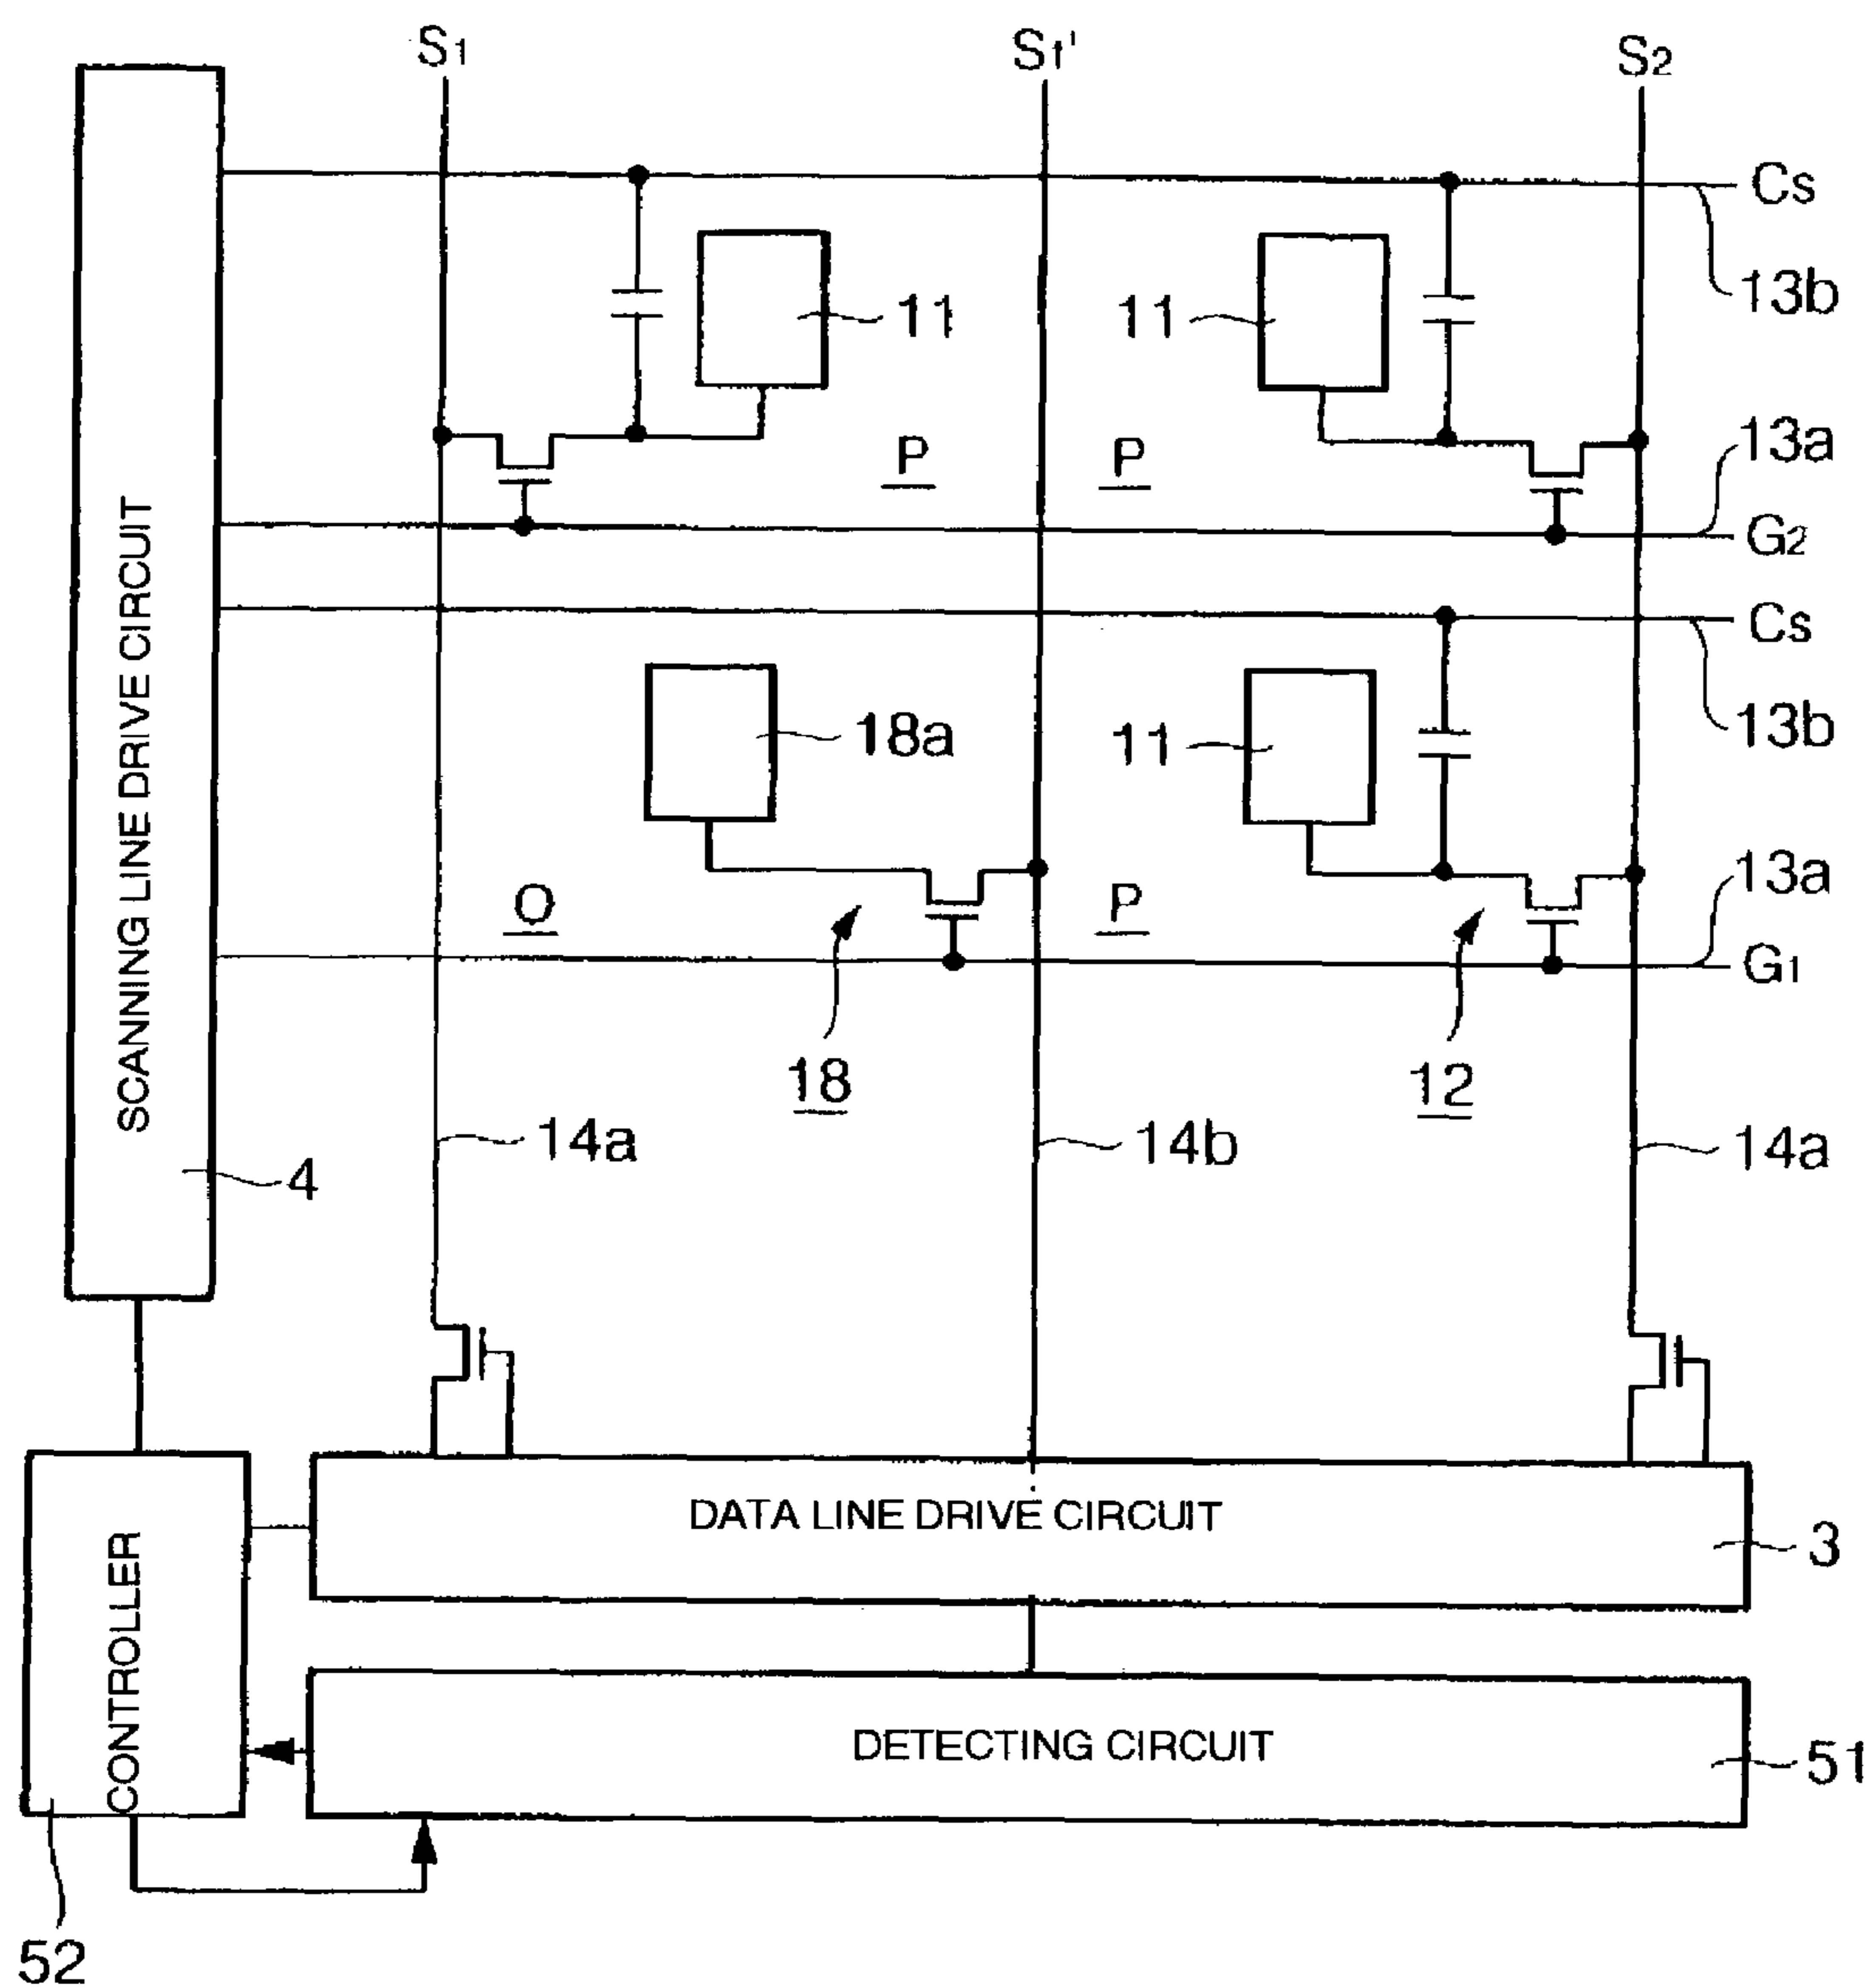 S1 S1' S2
Cs
13b
11 11
13a
P P
G2
SCANNING LINE DRIVE CIRCUIT
Cs
13b
18a 11
13a
O P
G1
18 12
14a 14b 14a
4
DATA LINE DRIVE CIRCUIT
3
CONTROLLER
DETECTING CIRCUIT
51
52